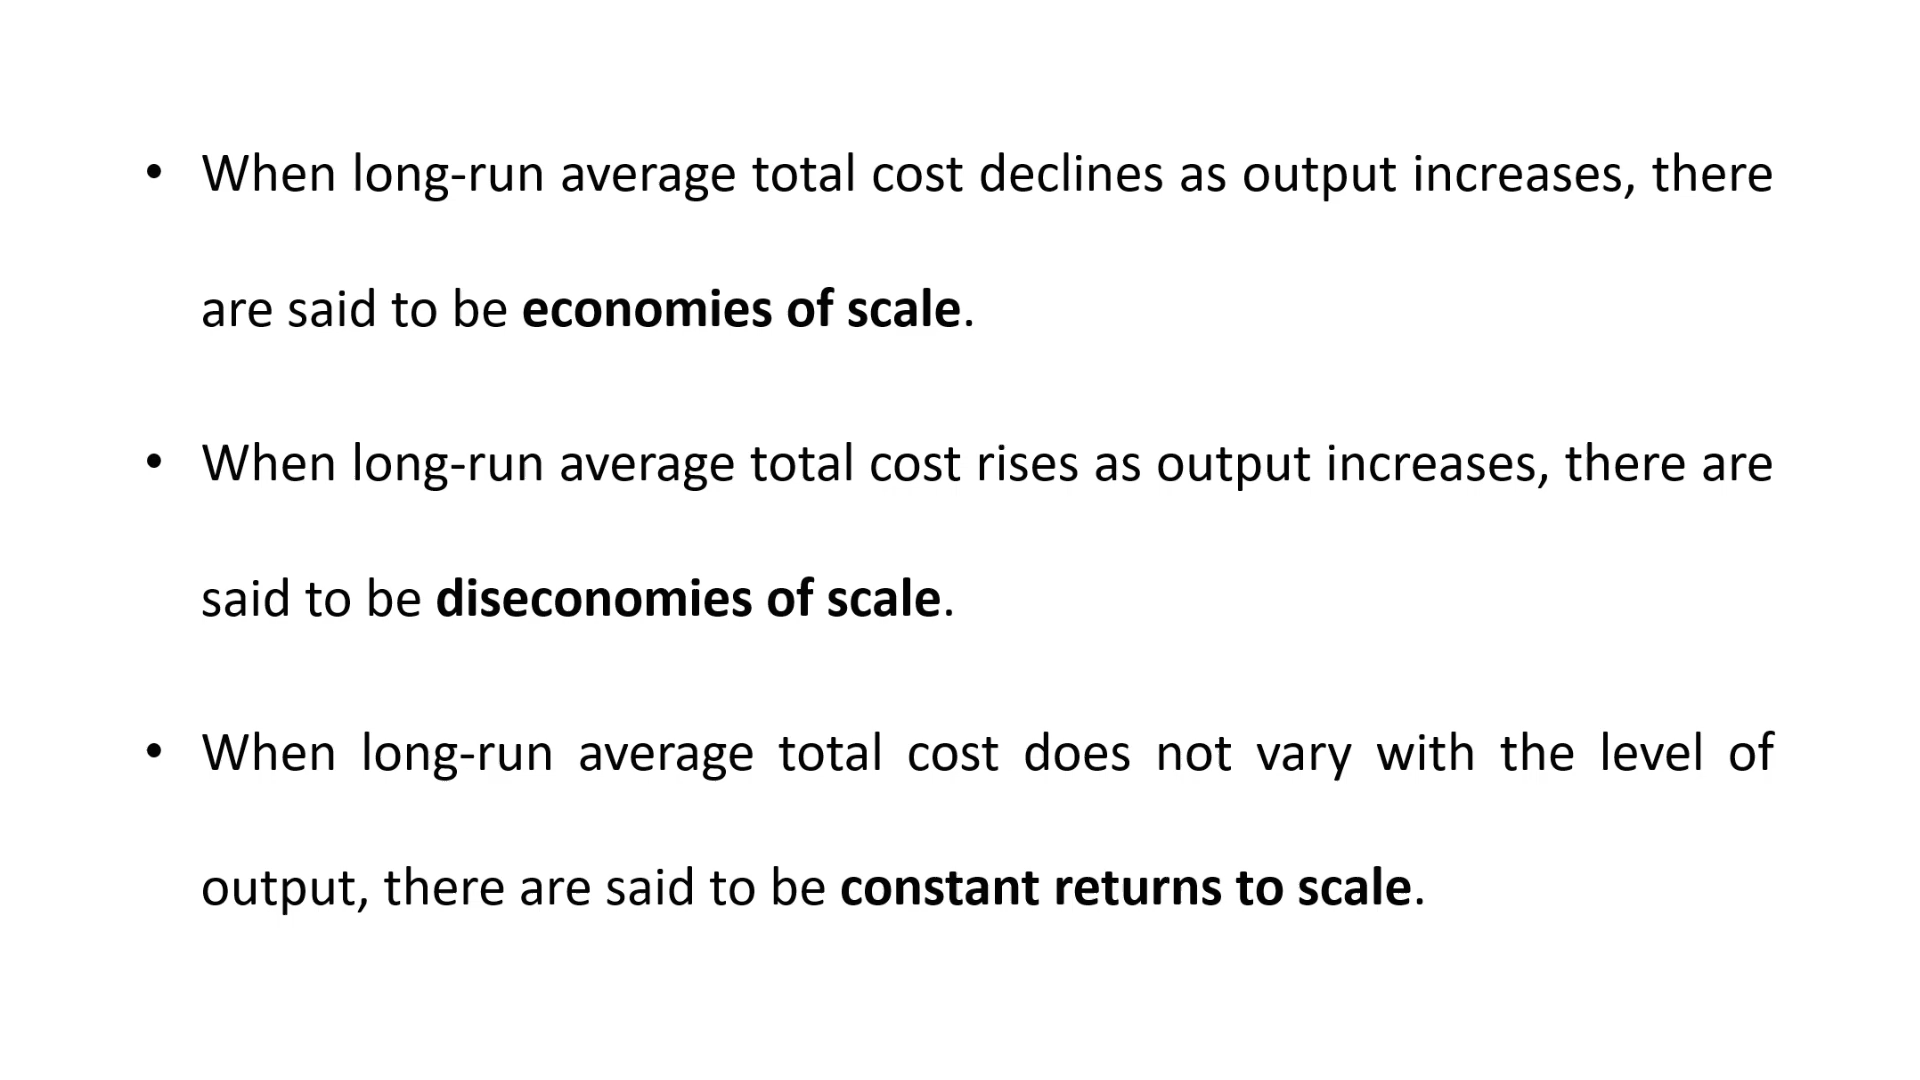 • When long-run average total cost declines as output increases, there
are said to be economies of scale.
• When long-run average total cost rises as output increases, there are
said to be diseconomies of scale.
• When long-run average total cost does not vary with the level of
output, there are said to be constant returns to scale.